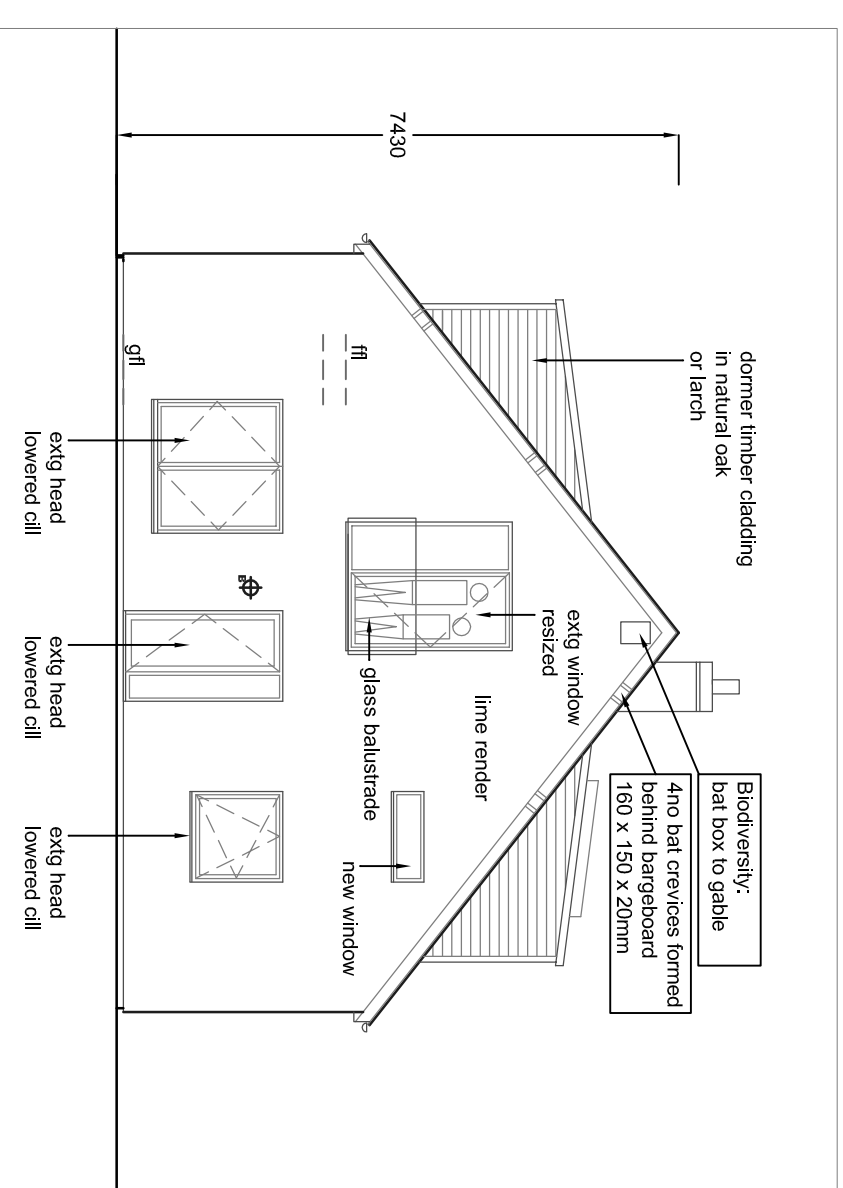 dormer timber cladding
in natural oak
or larch
Biodiversity:
bat box to gable
4no bat crevices formed
behind bargeboard
160 x 150 x 20mm
extg window
resized
lime render
7430
ffl
glass balustrade
new window
gfl
extg head
lowered cill
extg head
lowered cill
extg head
lowered cill